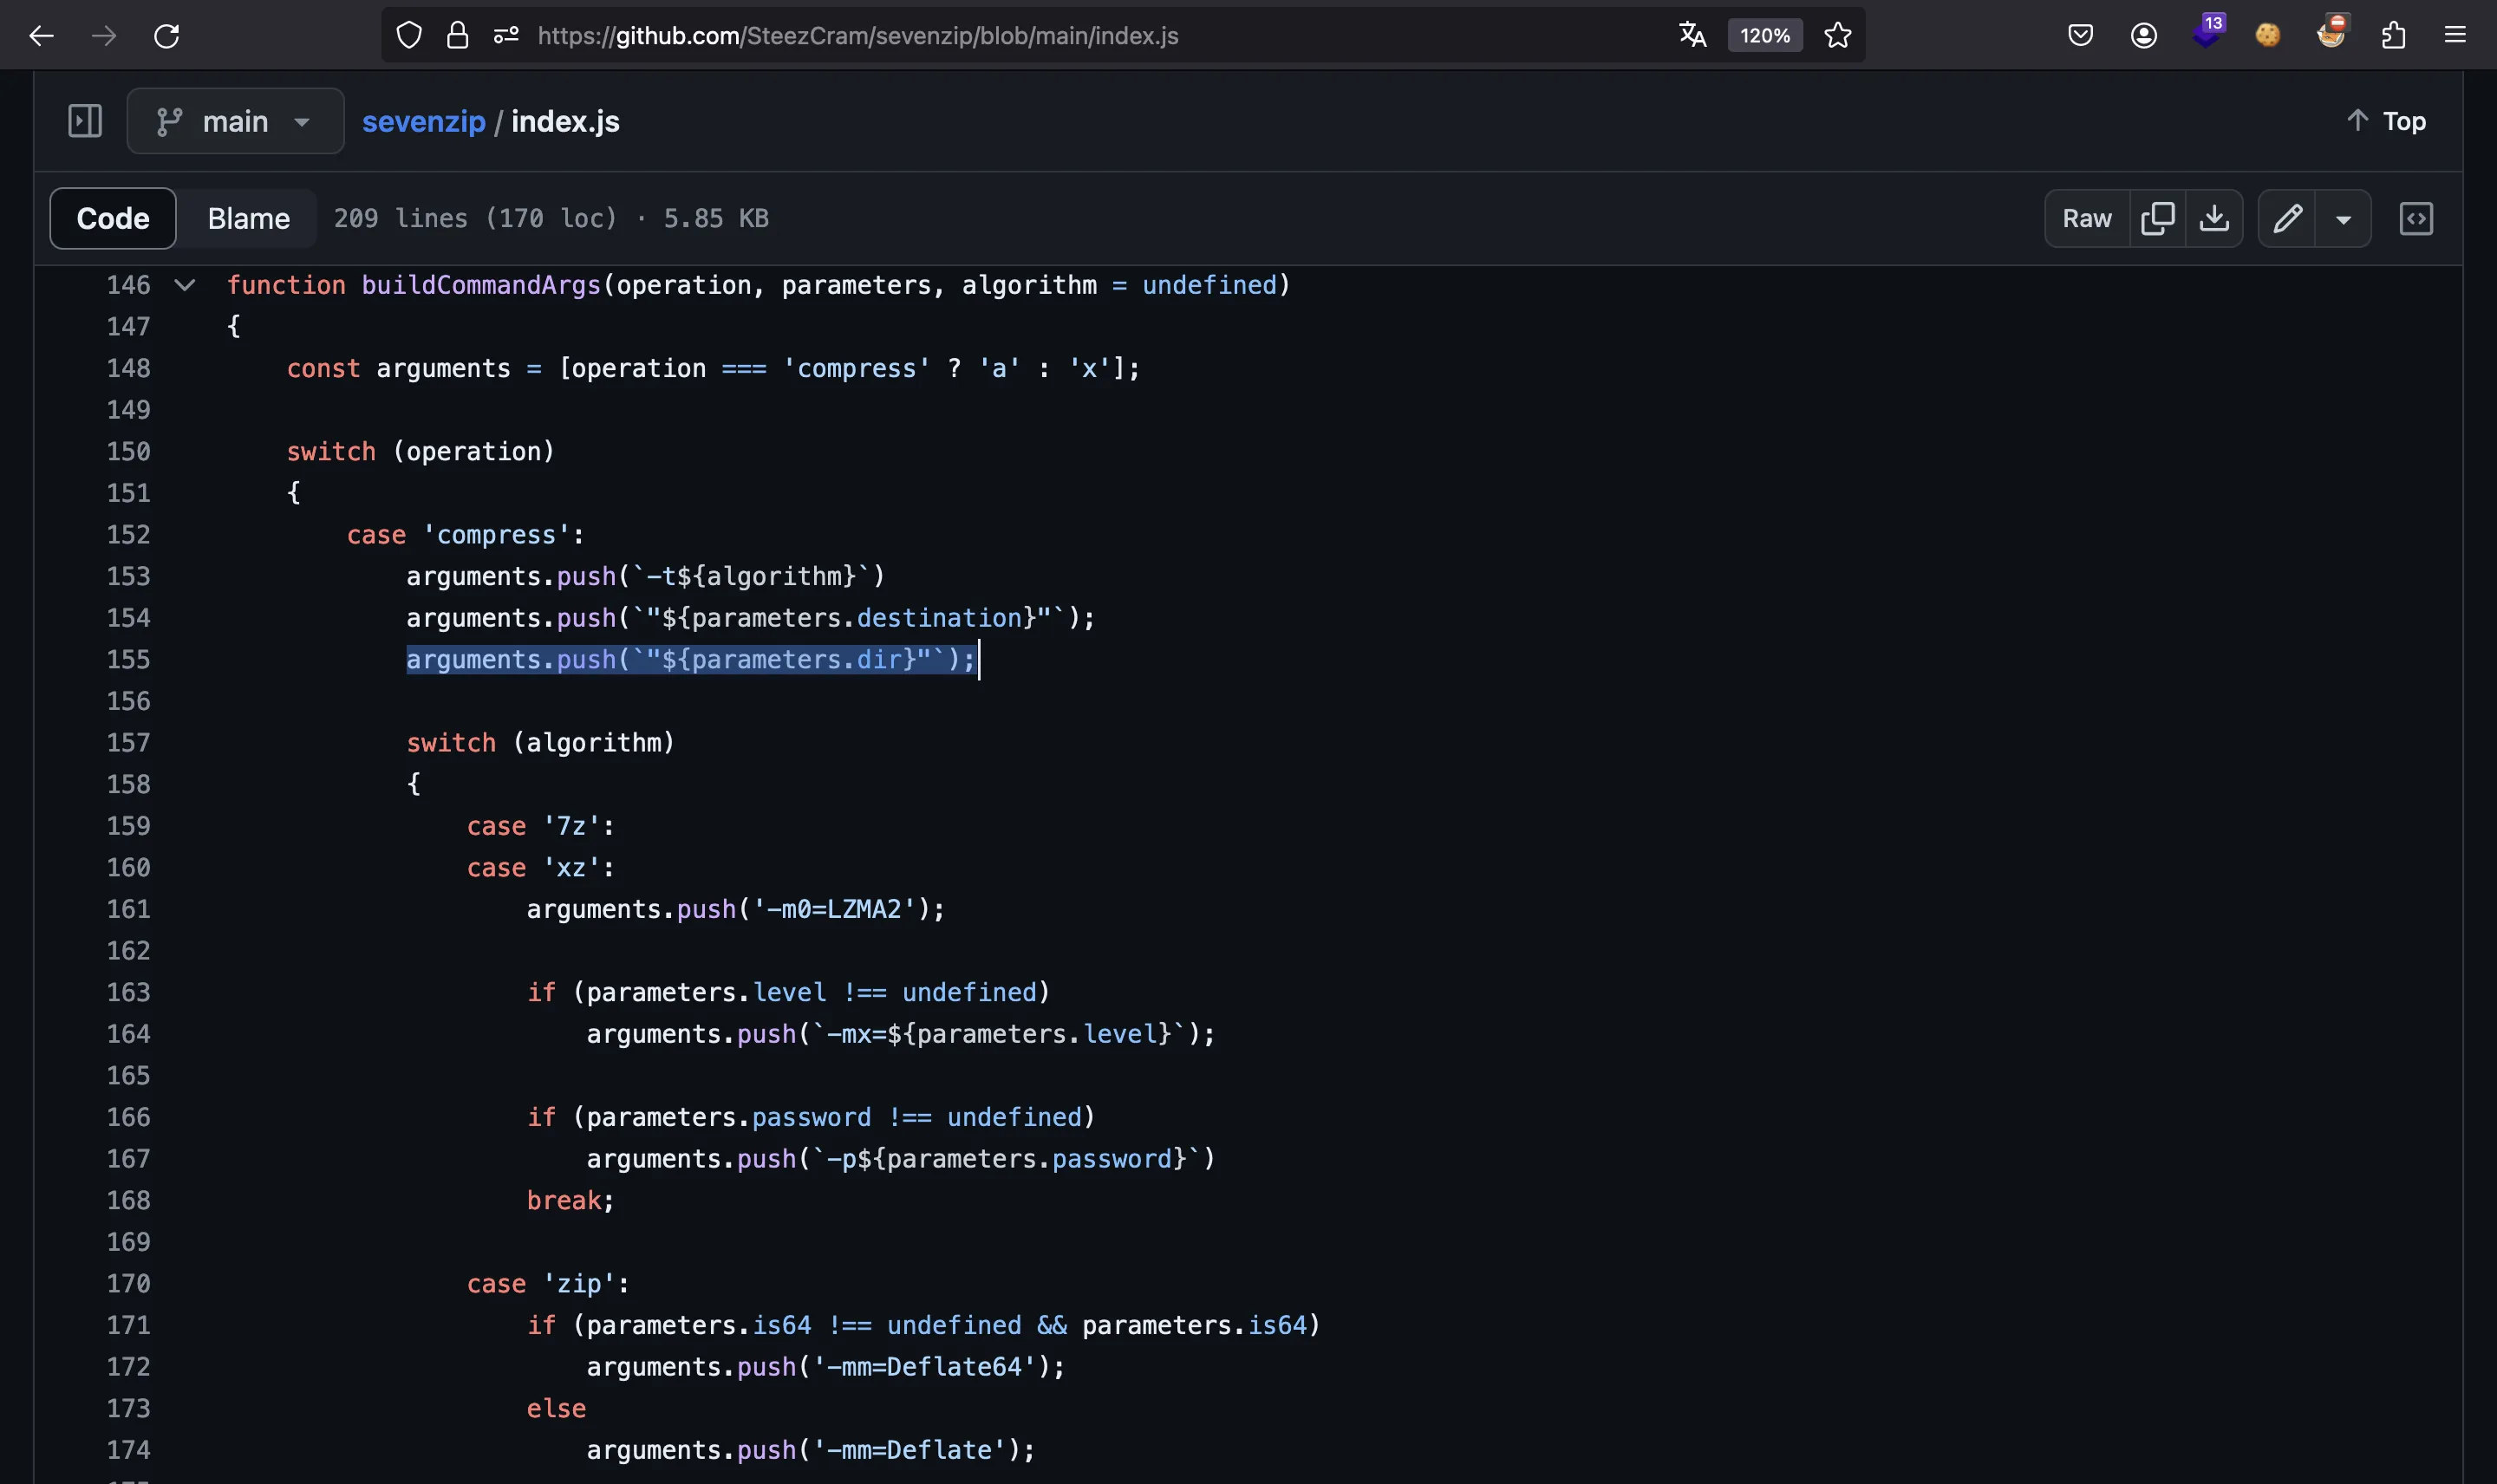 https://github.com/SteezCram/sevenzip/blob/main/index.js 120% 13
main sevenzip / index.js Top
Code Blame 209 lines (170 loc) · 5.85 KB Raw
146 function buildCommandArgs(operation, parameters, algorithm = undefined)
147 {
148 const arguments = [operation === 'compress' ? 'a' : 'x'];
149
150 switch (operation)
151 {
152 case 'compress':
153 arguments.push(`-t${algorithm}`)
154 arguments.push(`"${parameters.destination}"`);
155 arguments.push(`"${parameters.dir}"`);
156
157 switch (algorithm)
158 {
159 case '7z':
160 case 'xz':
161 arguments.push('-m0=LZMA2');
162
163 if (parameters.level !== undefined)
164 arguments.push(`-mx=${parameters.level}`);
165
166 if (parameters.password !== undefined)
167 arguments.push(`-p${parameters.password}`)
168 break;
169
170 case 'zip':
171 if (parameters.is64 !== undefined && parameters.is64)
172 arguments.push('-mm=Deflate64');
173 else
174 arguments.push('-mm=Deflate');